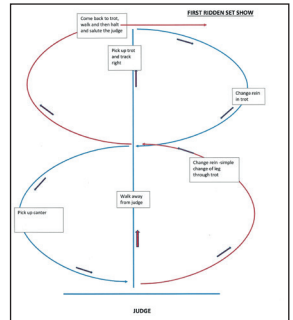 FIRST RIDDEN SET SHOW
Come back to trot,
walk and then halt
and salute the judge
Pick up trot
and track
right
Change rein
in trot
Change rein -simple
change of leg
through trot
Walk away
from judge
Pick up canter
JUDGE